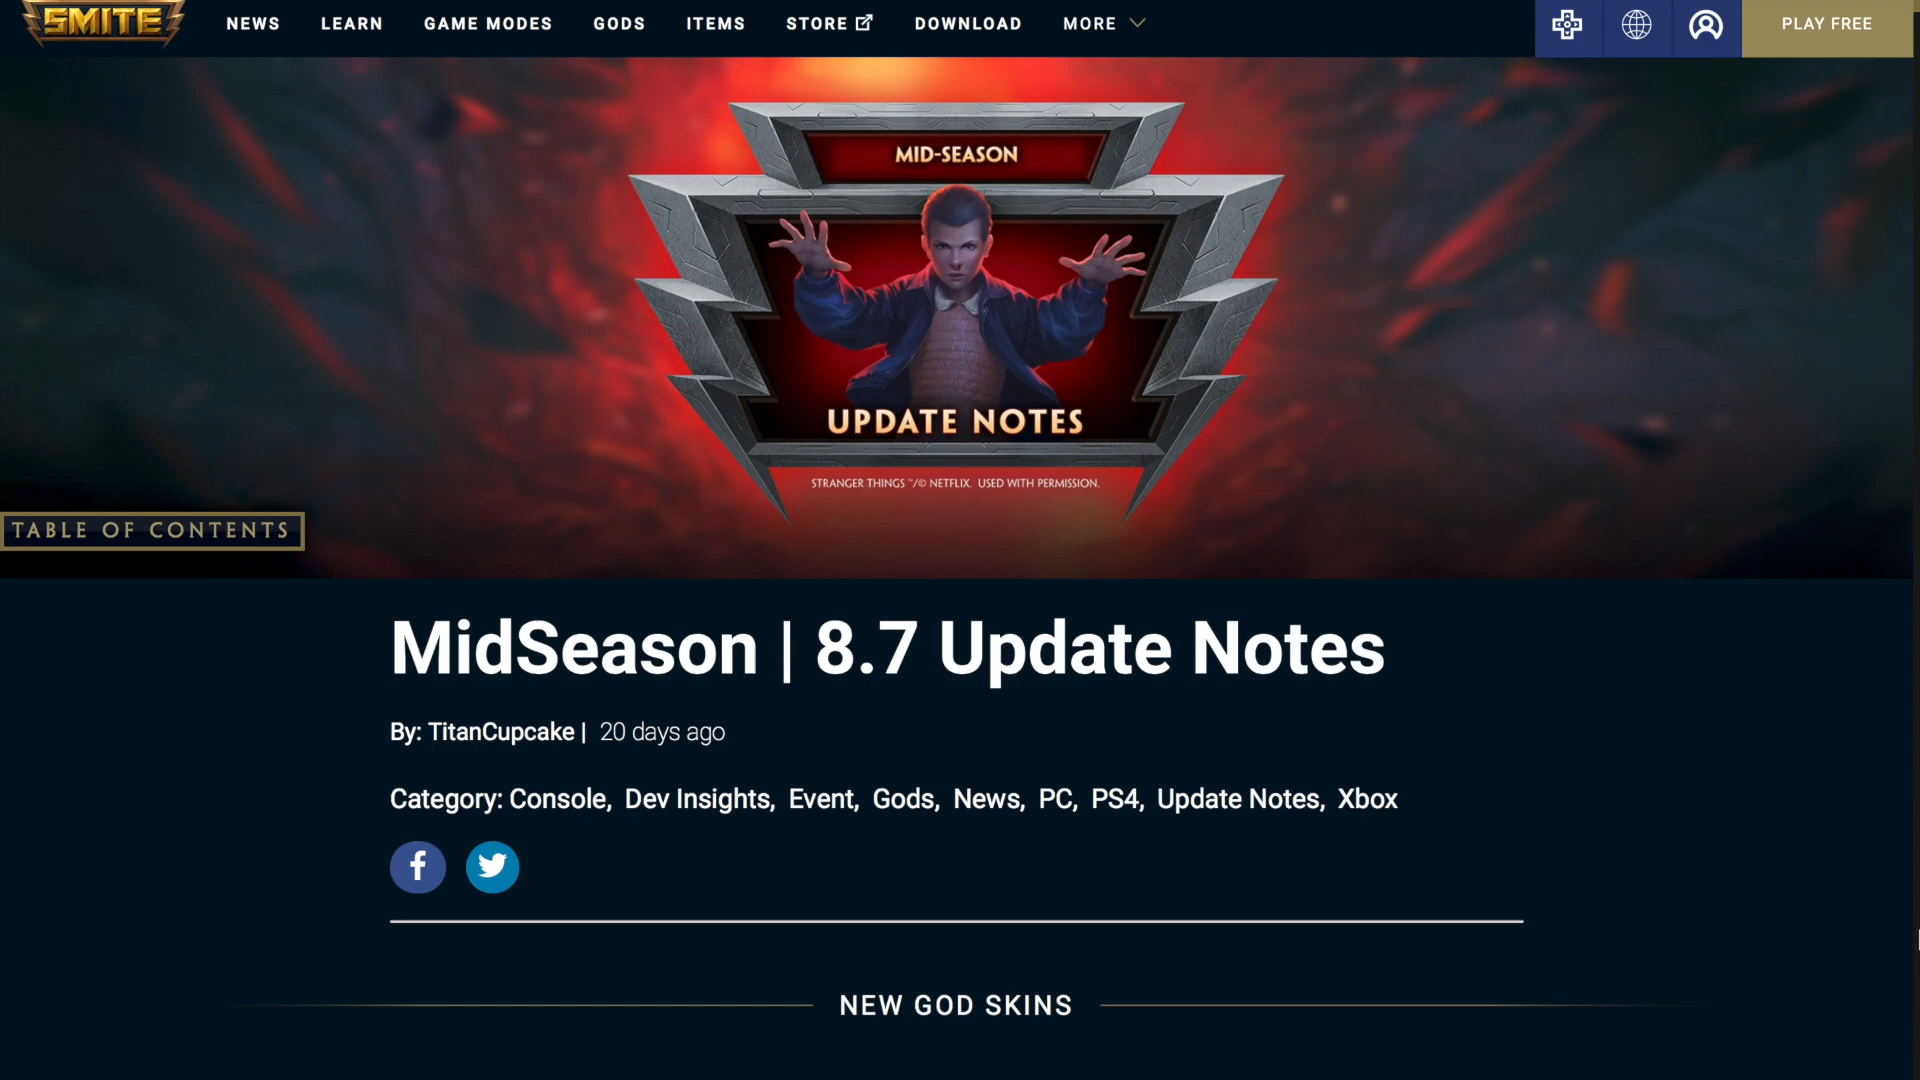 SMITE
NEWS LEARN GAME MODES GODS ITEMS STORE DOWNLOAD MORE PLAY FREE
MID-SEASON
UPDATE NOTES
STRANGER THINGS ™/© NETFLIX. USED WITH PERMISSION.
TABLE OF CONTENTS
MidSeason | 8.7 Update Notes
By: TitanCupcake | 20 days ago
Category: Console, Dev Insights, Event, Gods, News, PC, PS4, Update Notes, Xbox
NEW GOD SKINS